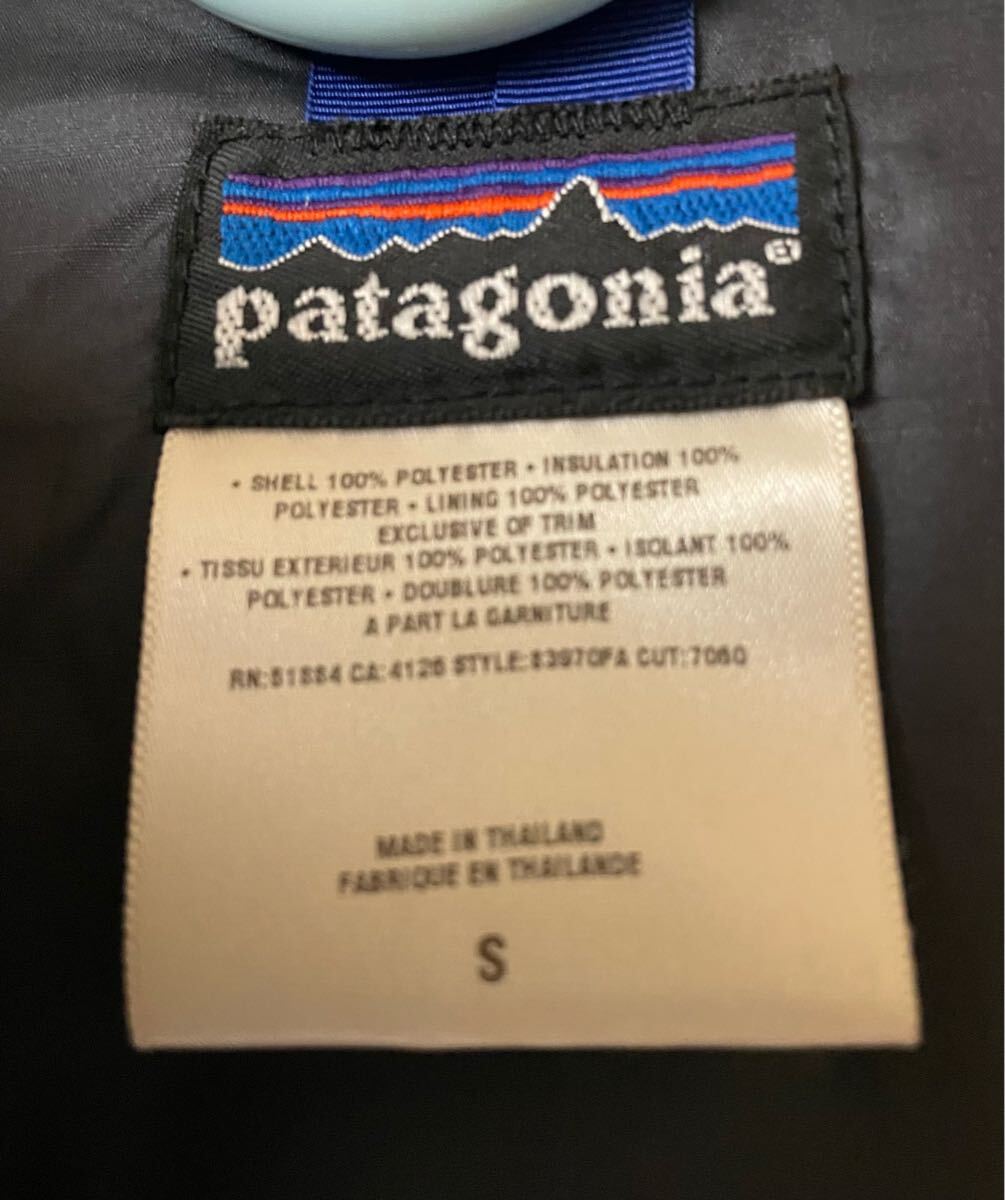 patagonia®
• SHELL 100% POLYESTER • INSULATION 100%
POLYESTER • LINING 100% POLYESTER
EXCLUSIVE OF TRIM
• TISSU EXTERIEUR 100% POLYESTER • ISOLANT 100%
POLYESTER • DOUBLURE 100% POLYESTER
A PART LA GARNITURE
RN:51884 CA:4126 STYLE:83970FA CUT:7060
MADE IN THAILAND
FABRIQUE EN THAILANDE
S